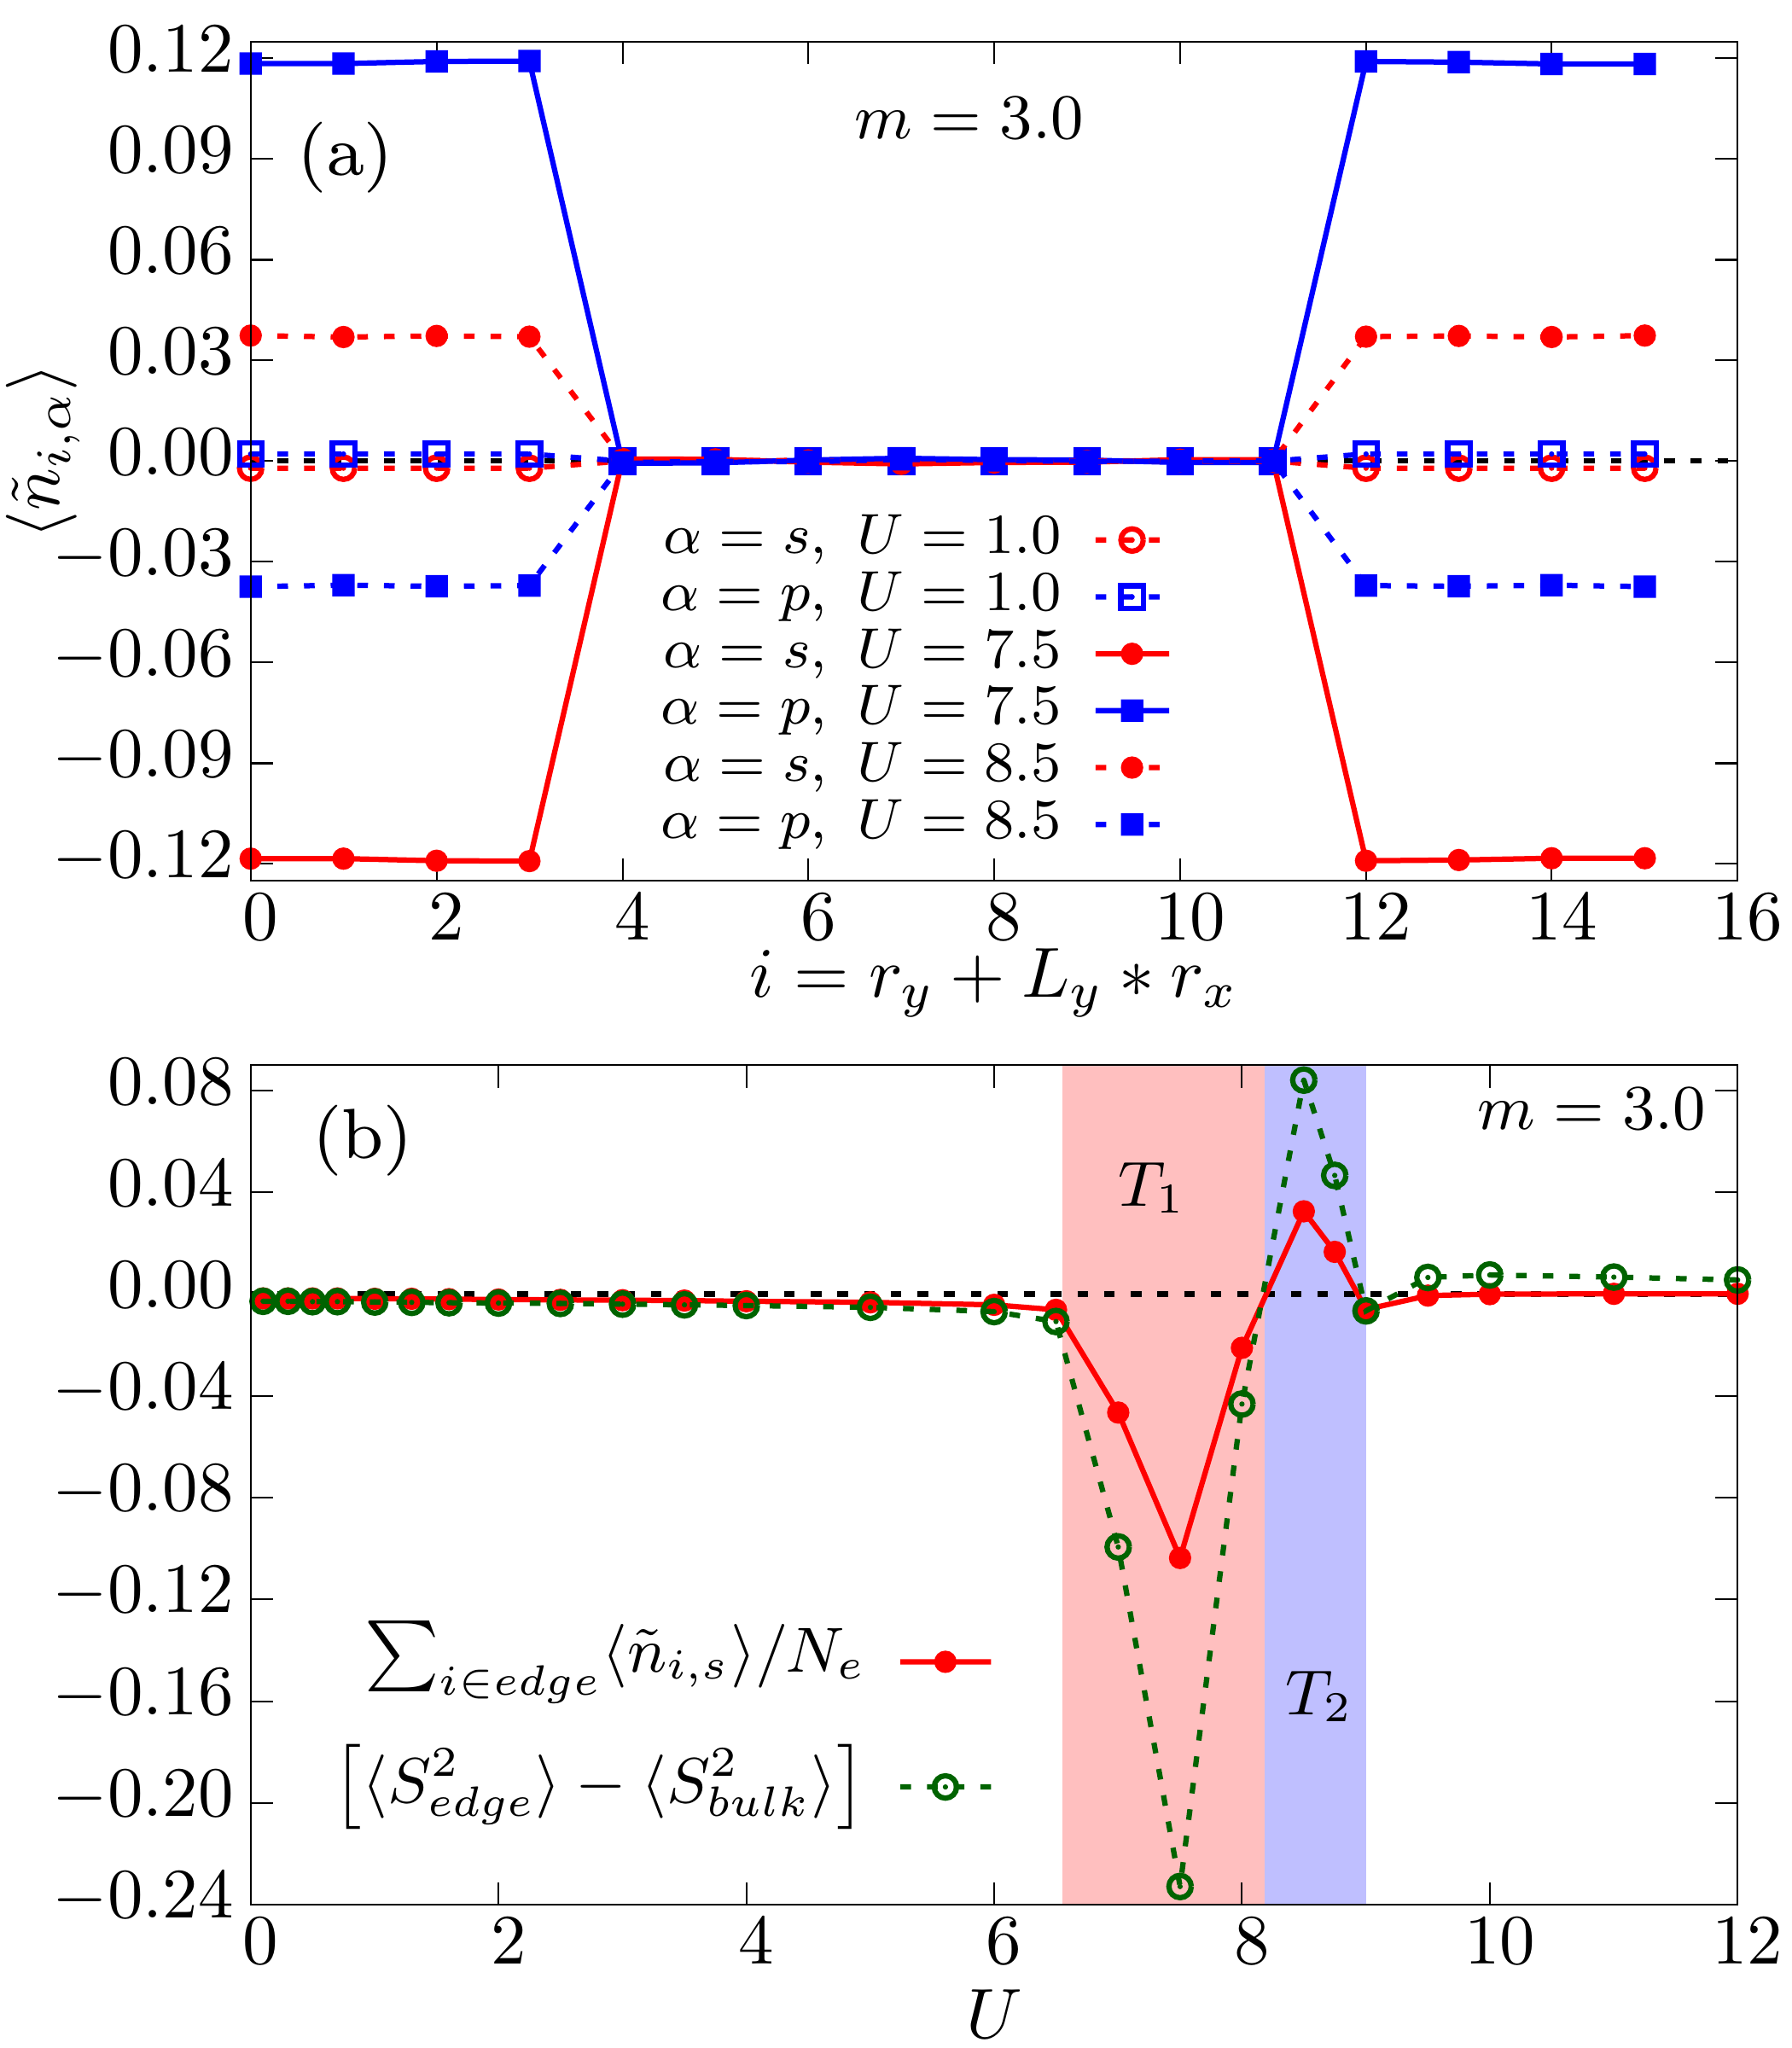 0.12
0.09
0.06
0.03
0.00
−0.03
−0.06
−0.09
−0.12
⟨ñ_{i,α}⟩
(a)
m = 3.0
α = s, U = 1.0
α = p, U = 1.0
α = s, U = 7.5
α = p, U = 7.5
α = s, U = 8.5
α = p, U = 8.5
0 2 4 6 8 10 12 14 16
i = r_y + L_y ∗ r_x
0.08
0.04
0.00
−0.04
−0.08
−0.12
−0.16
−0.20
−0.24
(b)
m = 3.0
T_1
T_2
∑_{i∈edge}⟨ñ_{i,s}⟩/N_e
[⟨S²_{edge}⟩ − ⟨S²_{bulk}⟩]
0 2 4 6 8 10 12
U